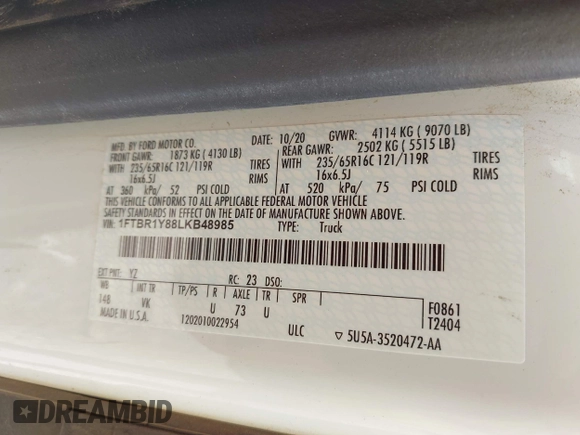 MFD. BY FORD MOTOR CO.
DATE: 10/20 GVWR: 4114 KG ( 9070 LB)
FRONT GAWR: 1873 KG ( 4130 LB) REAR GAWR: 2502 KG ( 5515 LB)
WITH 235/65R16C 121/119R TIRES WITH 235/65R16C 121/119R TIRES
16x6.5J RIMS 16x6.5J RIMS
AT 360 kPa/ 52 PSI COLD AT 520 kPa/ 75 PSI COLD
THIS VEHICLE CONFORMS TO ALL APPLICABLE FEDERAL MOTOR VEHICLE
SAFETY STANDARDS IN EFFECT ON THE DATE OF MANUFACTURE SHOWN ABOVE.
VIN: 1FTBR1Y88LKB48985 TYPE: Truck
EXT PNT: YZ RC: 23 DSO:
WB INT TR TP/PS R AXLE TR SPR
148 VK U 73 U
F0861
T2404
MADE IN U.S.A. 1202010022954 ULC ▽ 5U5A-3520472-AA
DREAMBID